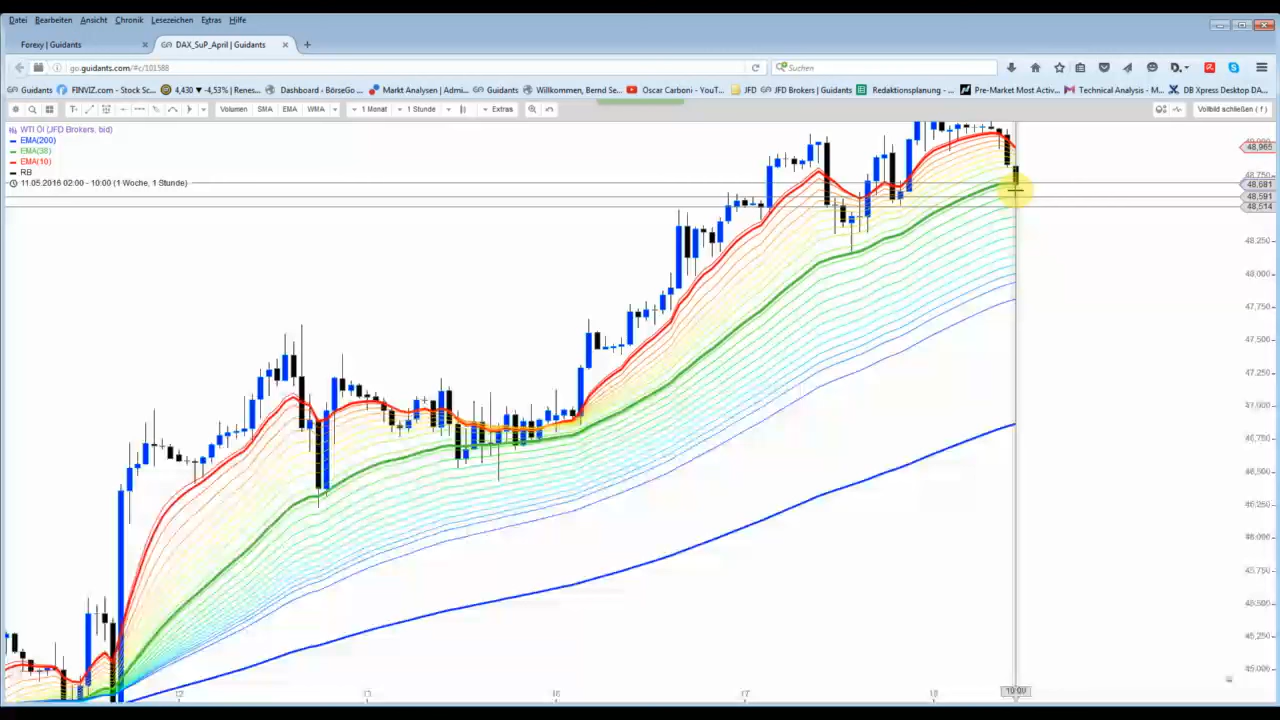 Datei Bearbeiten Ansicht Chronik Lesezeichen Extras Hilfe
Forexy | Guidants DAX_SuP_April | Guidants
go.guidants.com/#c/101588 Suchen
Guidants FINVIZ.com - Stock Sc... 4,430 ▼ -4,53% | Renes... Dashboard - BörseGo ... Markt Analysen | Admi... Guidants Willkommen, Bernd Se... Oscar Carboni - YouT... JFD JFD Brokers | Guidants Redaktionsplanung - ... Pre-Market Most Activ... Technical Analysis - M... DB Xpress Desktop DA...
Volumen SMA EMA WMA 1 Monat 1 Stunde Extras Vollbild schließen ( f )
WTI Öl (JFD Brokers, bid)
EMA(200)
EMA(38)
EMA(10)
RB
11.05.2016 02:00 - 10:00 (1 Woche, 1 Stunde)
48,965
48,681
48,591
48,514
48,250
48,000
47,750
47,500
47,250
47,000
46,750
46,500
46,250
46,000
45,750
45,500
45,250
45,000
12 13 16 17 18 10:00